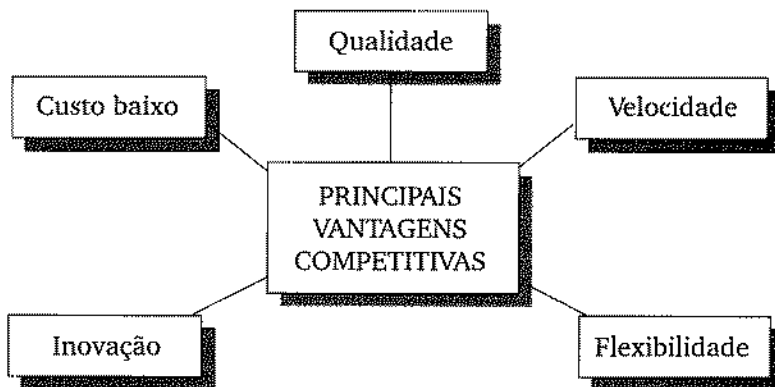 Qualidade
Custo baixo
Velocidade
PRINCIPAIS
VANTAGENS
COMPETITIVAS
Inovação
Flexibilidade